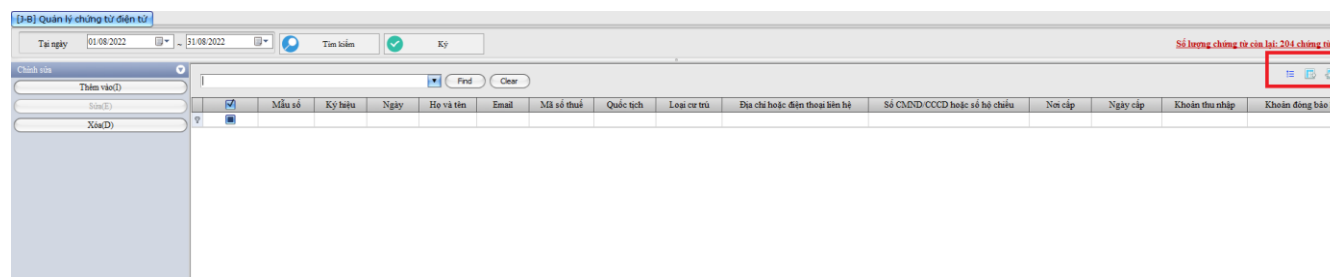 [J-B] Quản lý chứng từ điện tử
Tại ngày 01/08/2022 ~ 31/08/2022 Tìm kiếm Ký Số lượng chứng từ còn lại: 204 chứng từ
Chỉnh sửa
Thêm vào(I)
Sửa(E)
Xóa(D)
Find Clear
Mẫu số Ký hiệu Ngày Họ và tên Email Mã số thuế Quốc tịch Loại cư trú Địa chỉ hoặc điện thoại liên hệ Số CMND/CCCD hoặc số hộ chiếu Nơi cấp Ngày cấp Khoản thu nhập Khoản đóng bảo